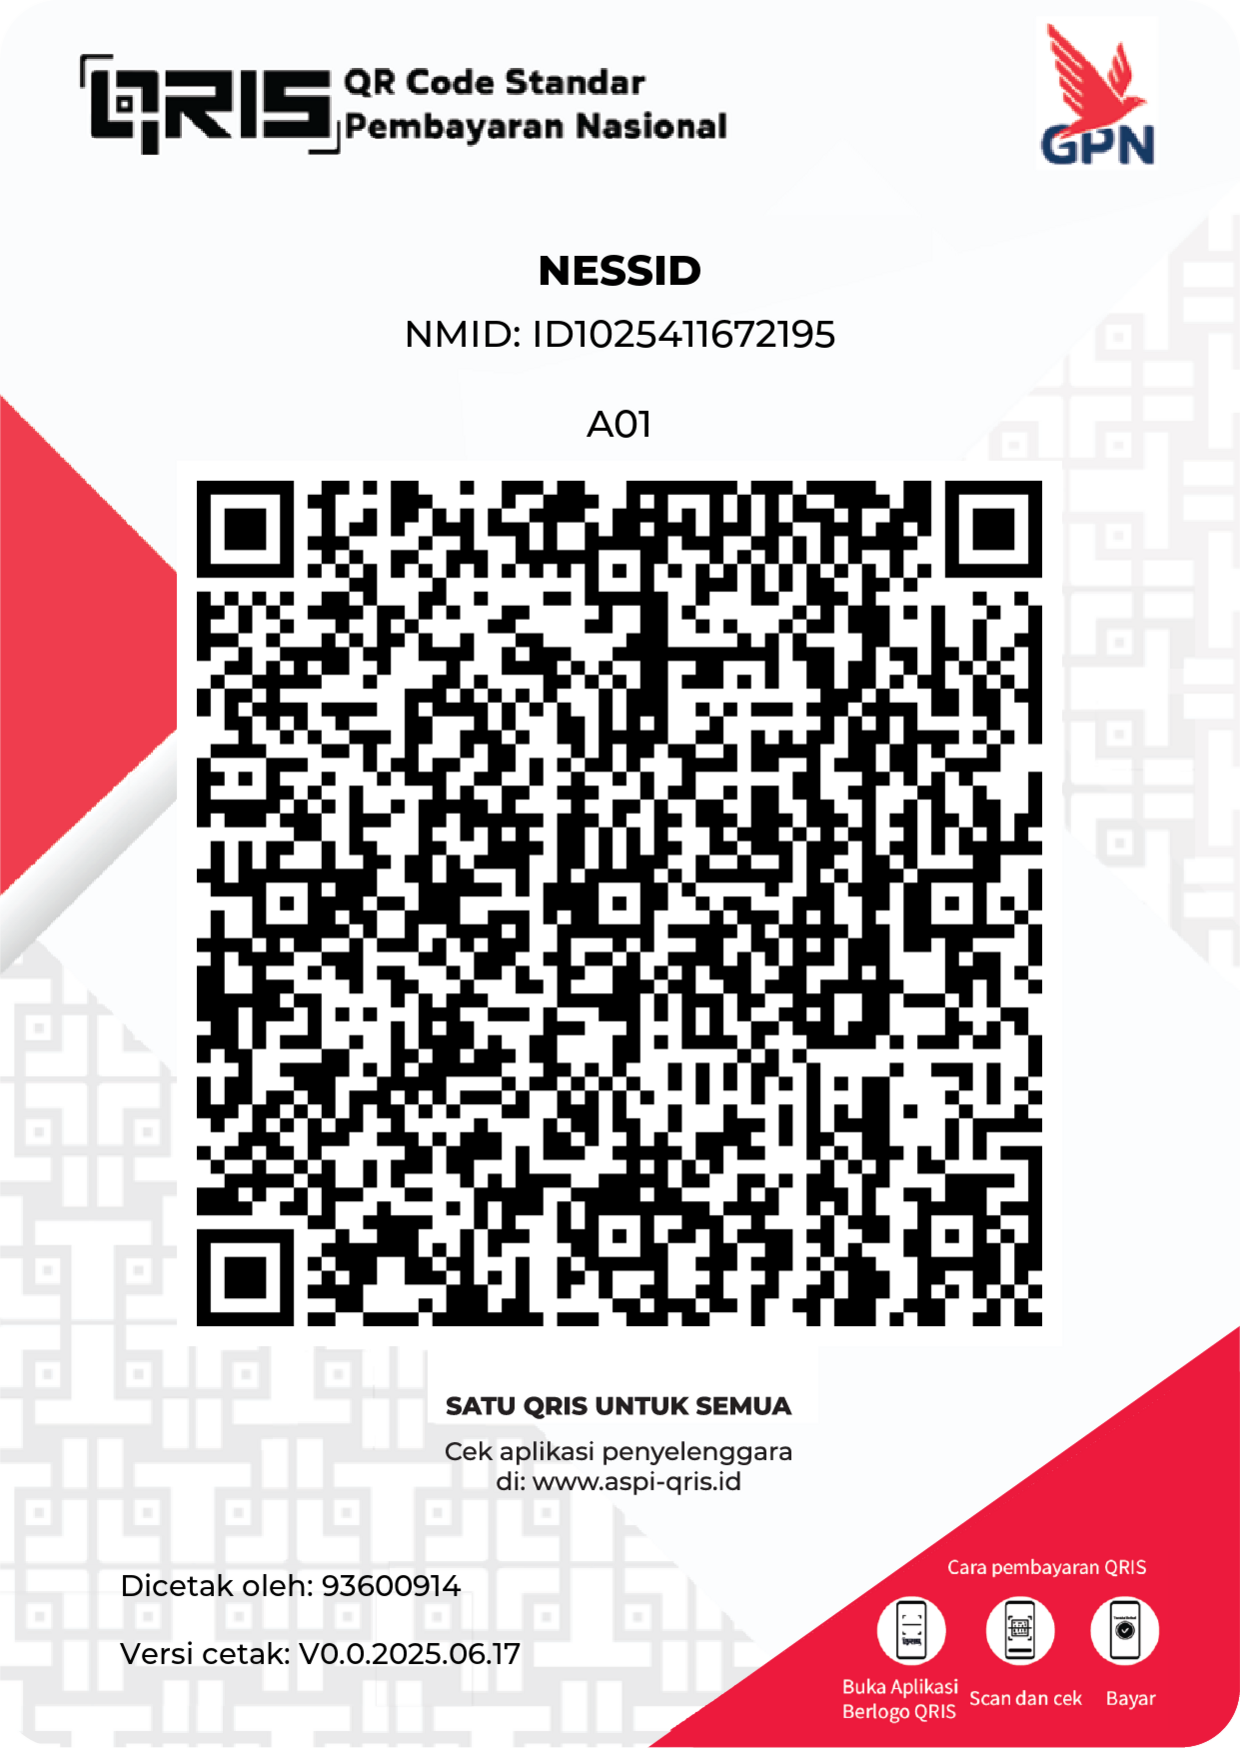 QRIS QR Code Standar
Pembayaran Nasional
GPN
NESSID
NMID: ID1025411672195
A01
SATU QRIS UNTUK SEMUA
Cek aplikasi penyelenggara
di: www.aspi-qris.id
Dicetak oleh: 93600914
Versi cetak: V0.0.2025.06.17
Cara pembayaran QRIS
Buka Aplikasi
Berlogo QRIS
Scan dan cek
Bayar